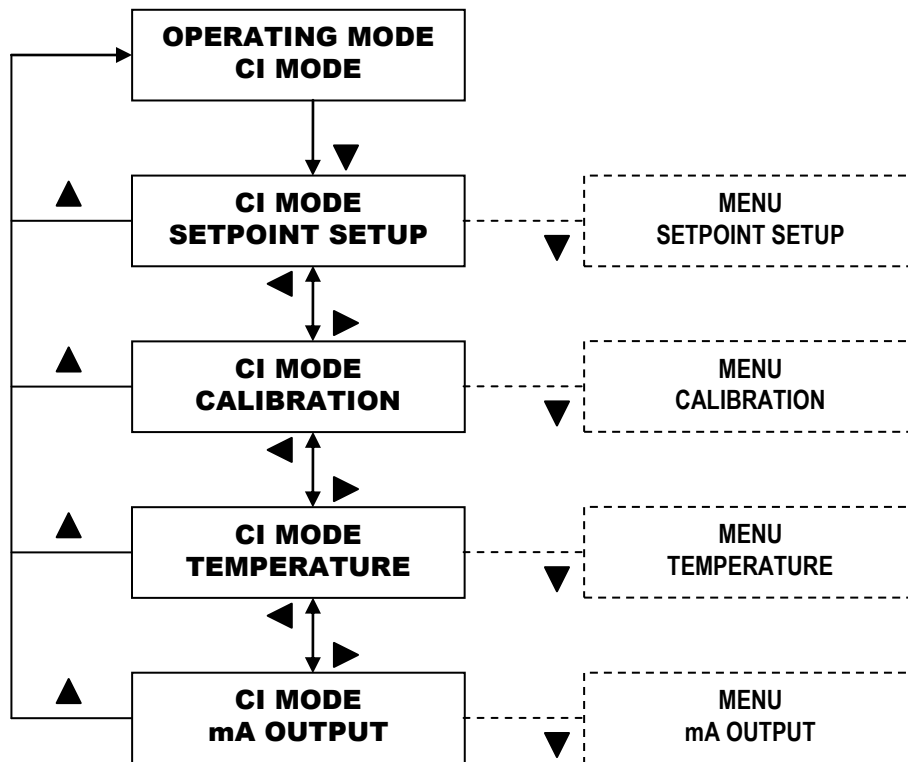 OPERATING MODE
CI MODE
CI MODE
SETPOINT SETUP
MENU
SETPOINT SETUP
CI MODE
CALIBRATION
MENU
CALIBRATION
CI MODE
TEMPERATURE
MENU
TEMPERATURE
CI MODE
mA OUTPUT
MENU
mA OUTPUT